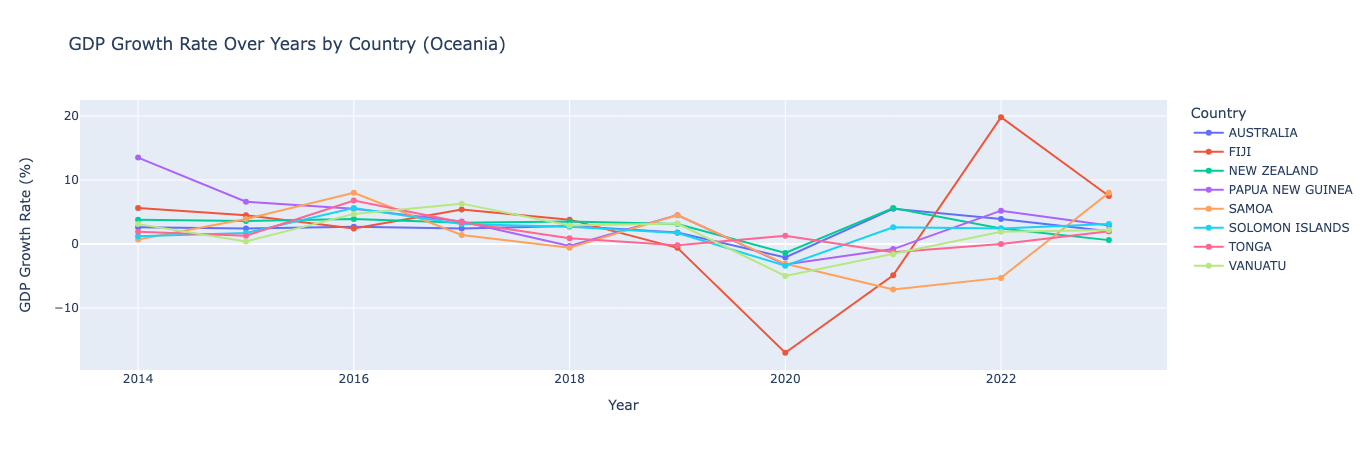 GDP Growth Rate Over Years by Country (Oceania)
Country
AUSTRALIA
FIJI
NEW ZEALAND
PAPUA NEW GUINEA
SAMOA
SOLOMON ISLANDS
TONGA
VANUATU
20
10
0
−10
GDP Growth Rate (%)
2014
2016
2018
2020
2022
Year